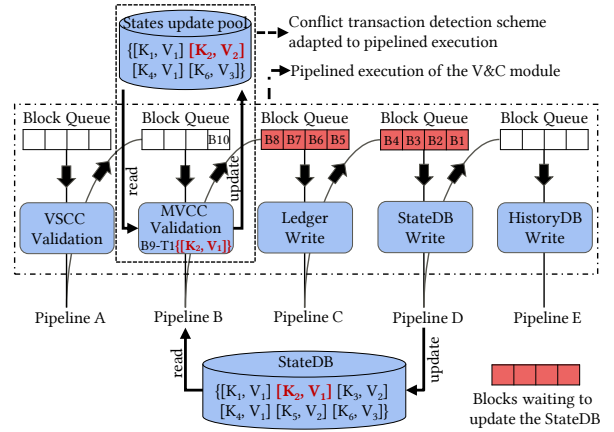 States update pool
{[K1, V1] [K2, V2]
[K4, V1] [K6, V3]}
Conflict transaction detection scheme
adapted to pipelined execution
Pipelined execution of the V&C module
Block Queue
Block Queue
Block Queue
Block Queue
Block Queue
B10
B8 B7 B6 B5
B4 B3 B2 B1
read
update
VSCC
Validation
MVCC
Validation
B9-T1{[K2, V1]}
Ledger
Write
StateDB
Write
HistoryDB
Write
Pipeline A
Pipeline B
Pipeline C
Pipeline D
Pipeline E
read
update
StateDB
{[K1, V1] [K2, V1] [K3, V2]
[K4, V1] [K5, V2] [K6, V3]}
Blocks waiting to
update the StateDB